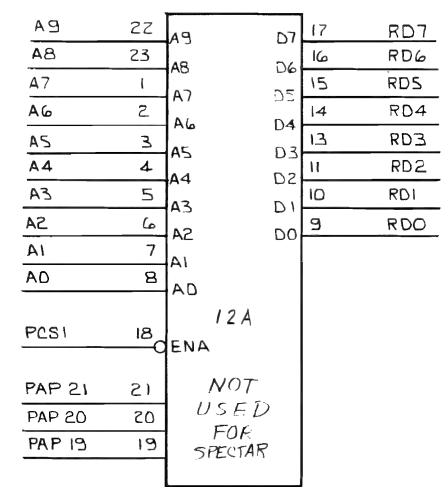 A9 22 A9 D7 17 RD7
A8 23 A8 D6 16 RD6
A7 1 A7 D5 15 RD5
A6 2 A6 D4 14 RD4
A5 3 A5 D3 13 RD3
A4 4 A4 D2 11 RD2
A3 5 A3 D1 10 RD1
A2 6 A2 D0 9 RD0
A1 7 A1
A0 8 A0
12A
PCS1 18 ENA
PAP 21 21 NOT
PAP 20 20 USED
FOR
PAP 19 19 SPECTAR